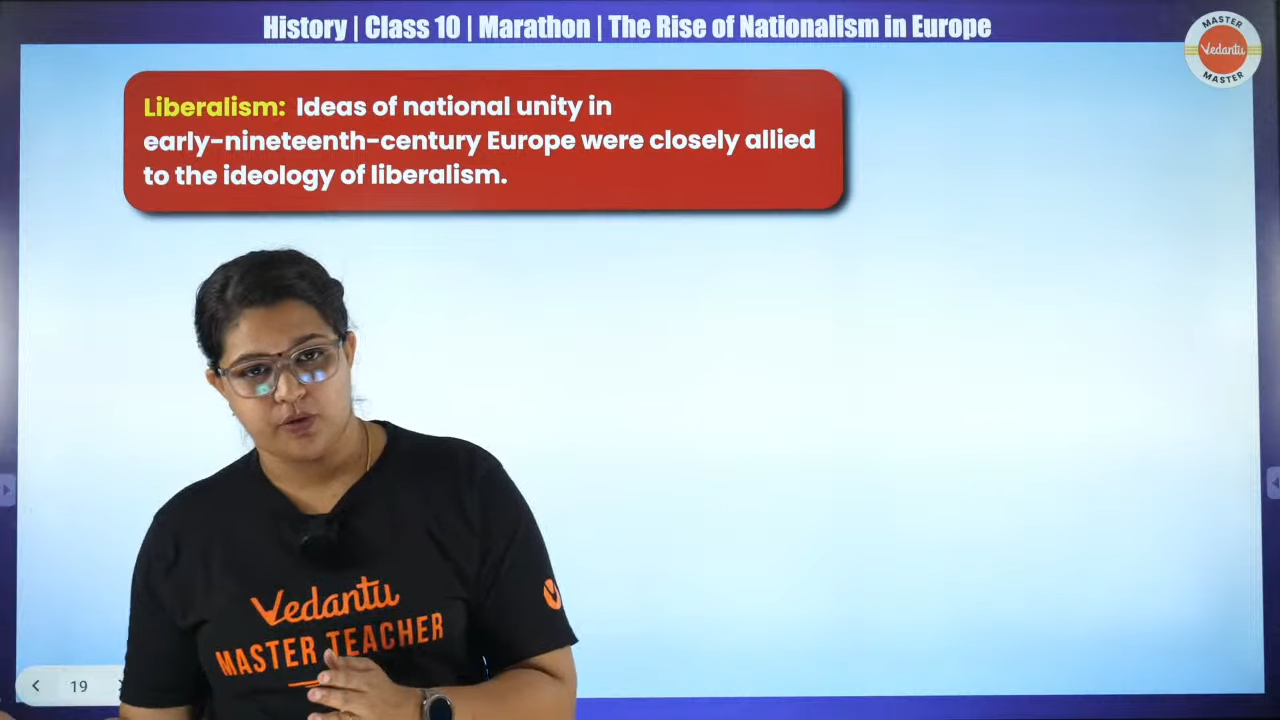 History | Class 10 | Marathon | The Rise of Nationalism in Europe
MASTER
Vedantu
MASTER
Liberalism: Ideas of national unity in
early-nineteenth-century Europe were closely allied
to the ideology of liberalism.
Vedantu
MASTER TEACHER
19